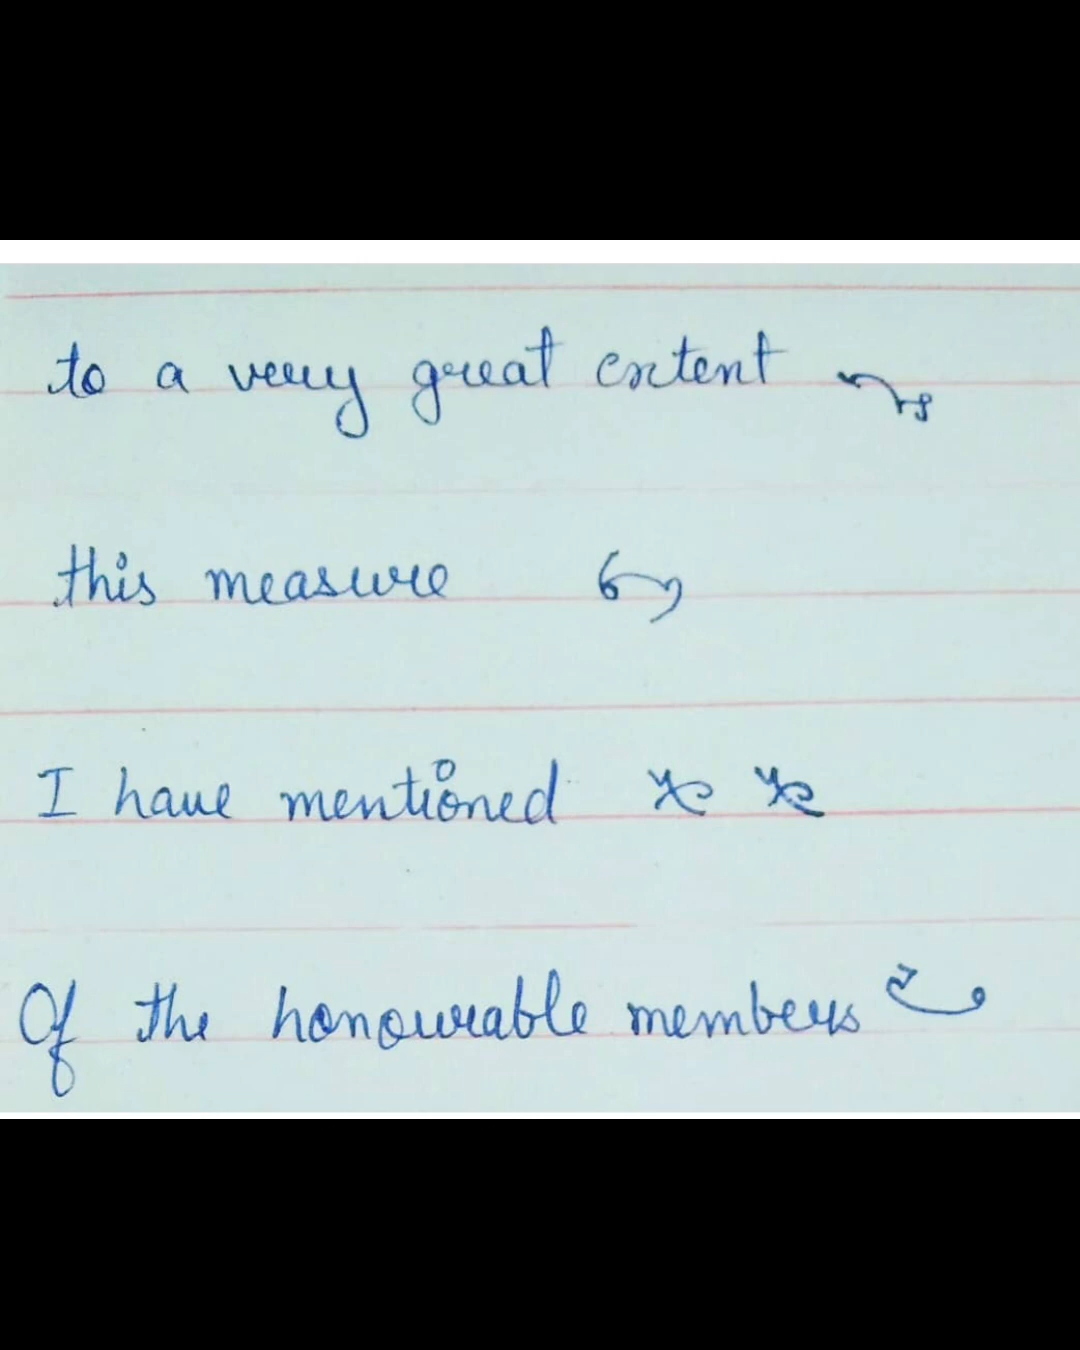 to a very great extent
this measure
I have mentioned
Of the honourable members